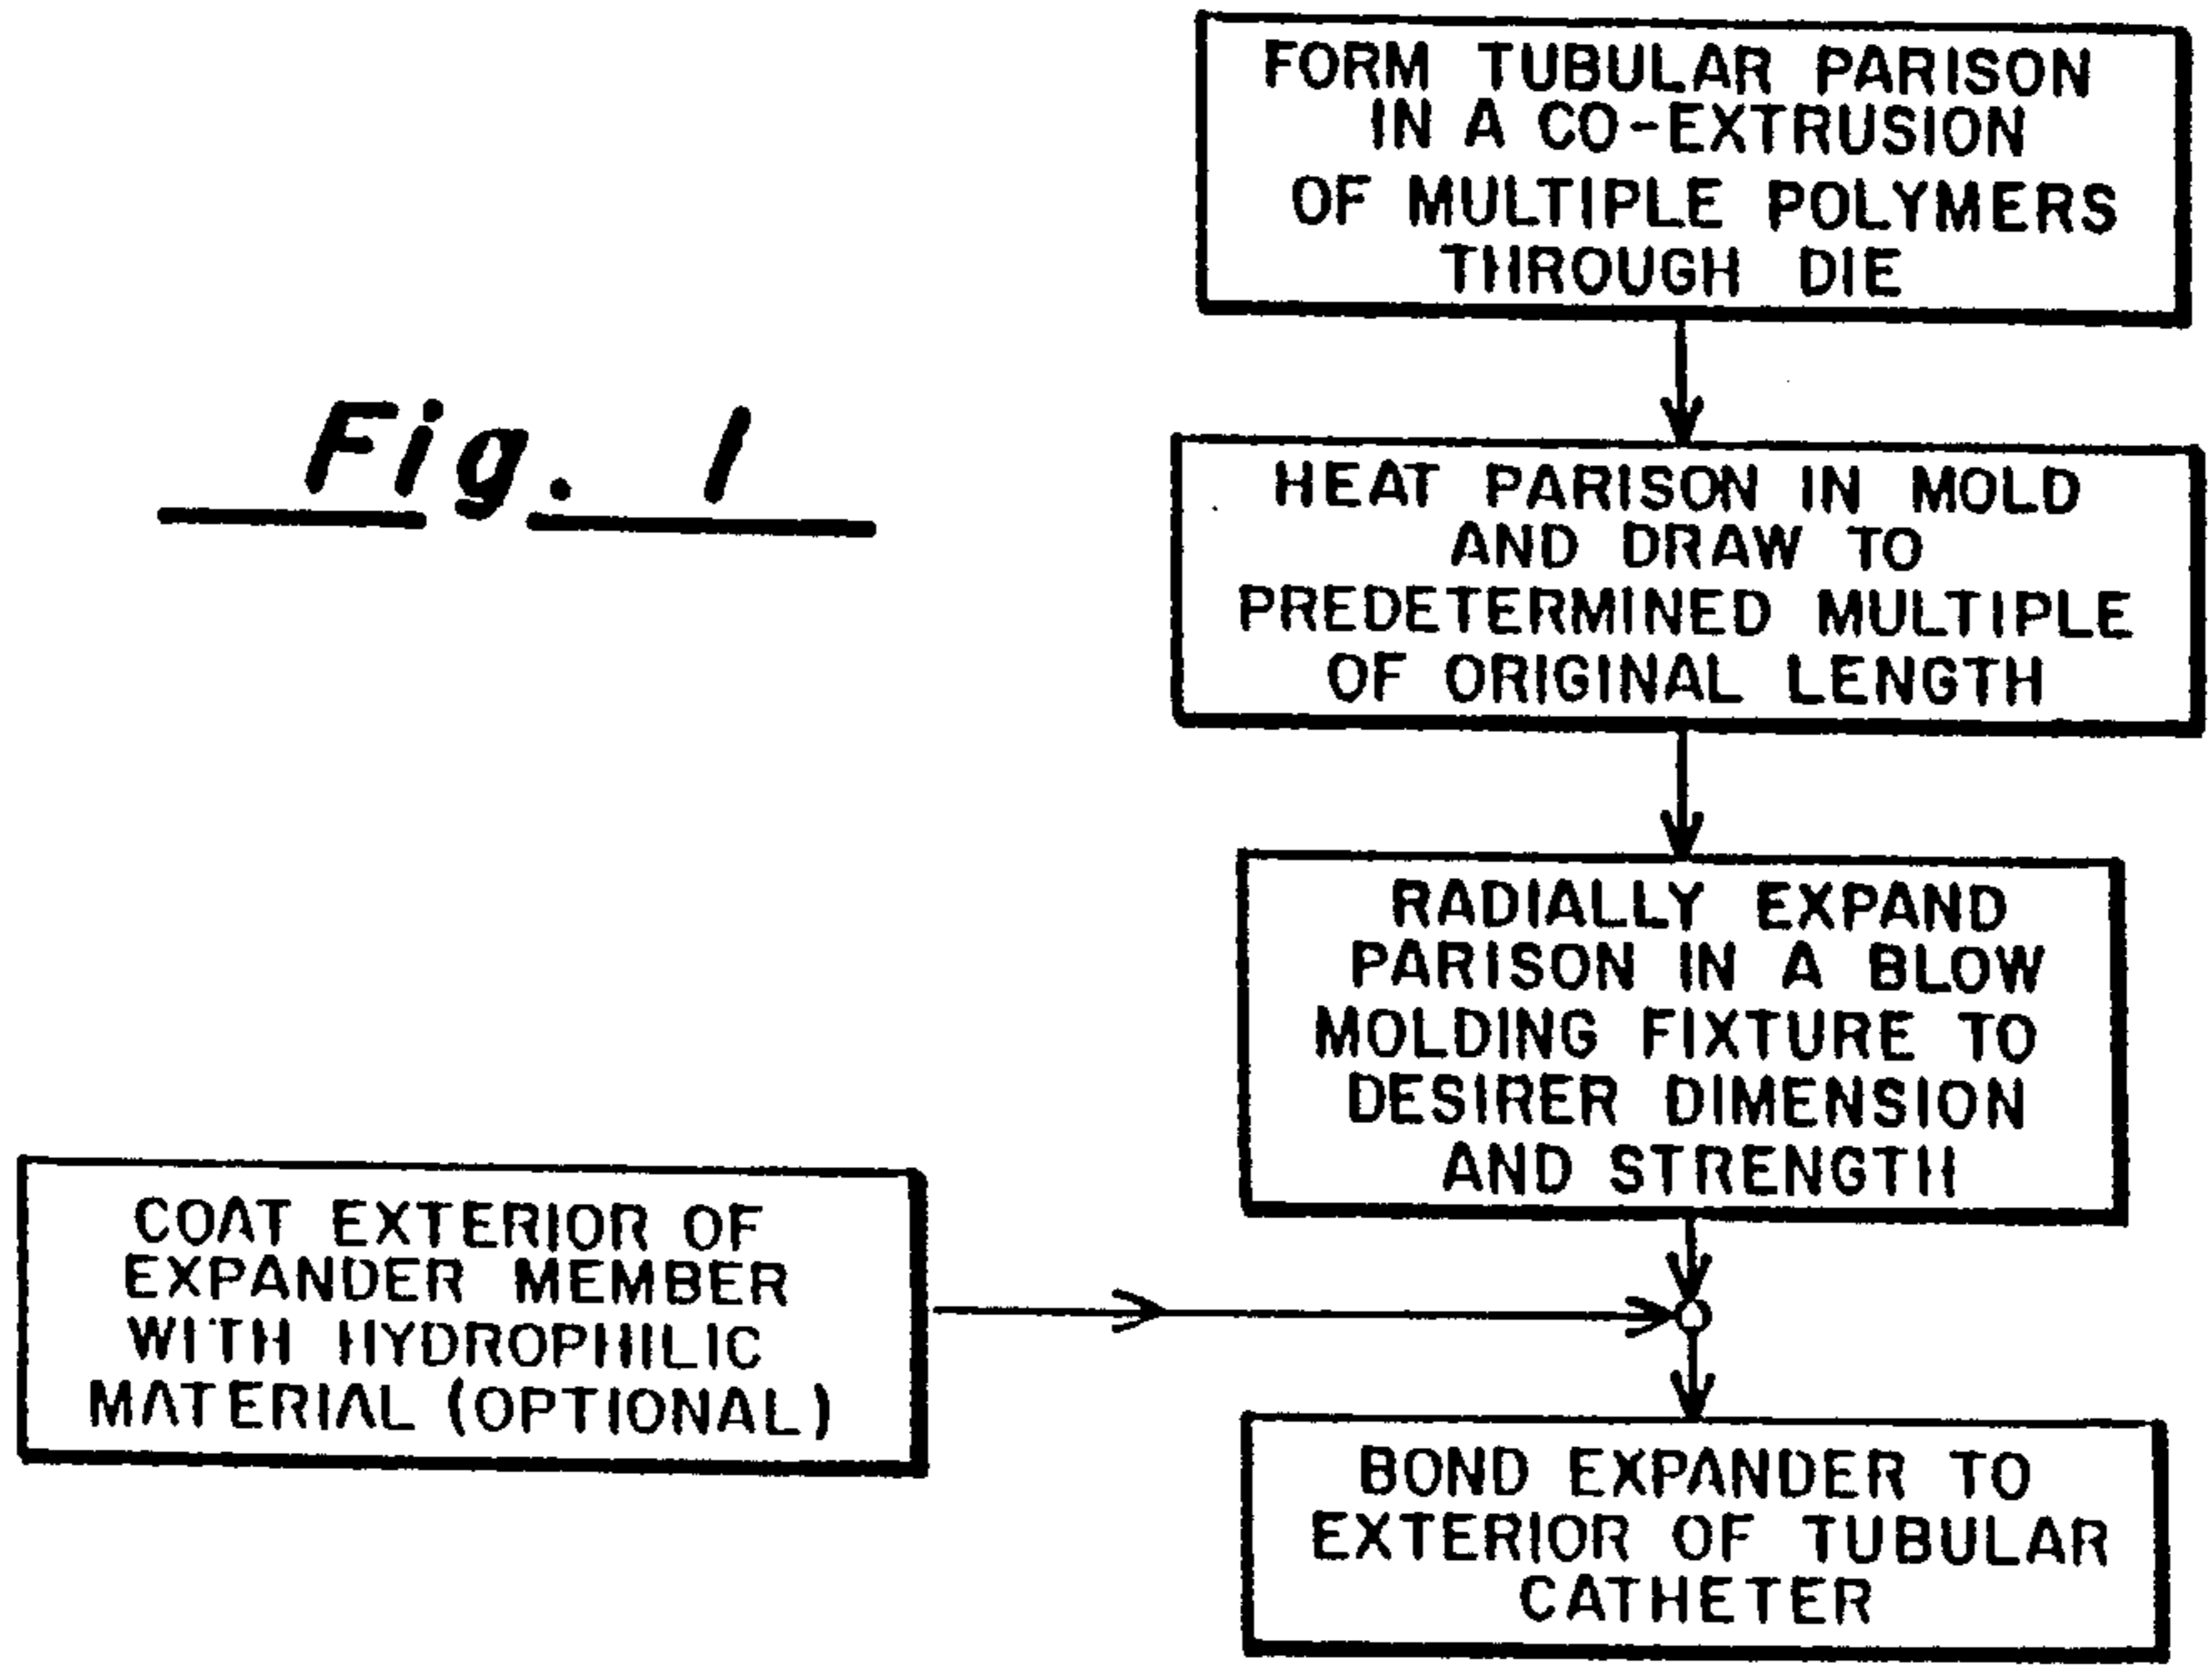 FORM TUBULAR PARISON
IN A CO-EXTRUSION
OF MULTIPLE POLYMERS
THROUGH DIE
Fig. 1
HEAT PARISON IN MOLD
AND DRAW TO
PREDETERMINED MULTIPLE
OF ORIGINAL LENGTH
RADIALLY EXPAND
PARISON IN A BLOW
MOLDING FIXTURE TO
DESIRER DIMENSION
AND STRENGTH
COAT EXTERIOR OF
EXPANDER MEMBER
WITH HYDROPHILIC
MATERIAL (OPTIONAL)
BOND EXPANDER TO
EXTERIOR OF TUBULAR
CATHETER